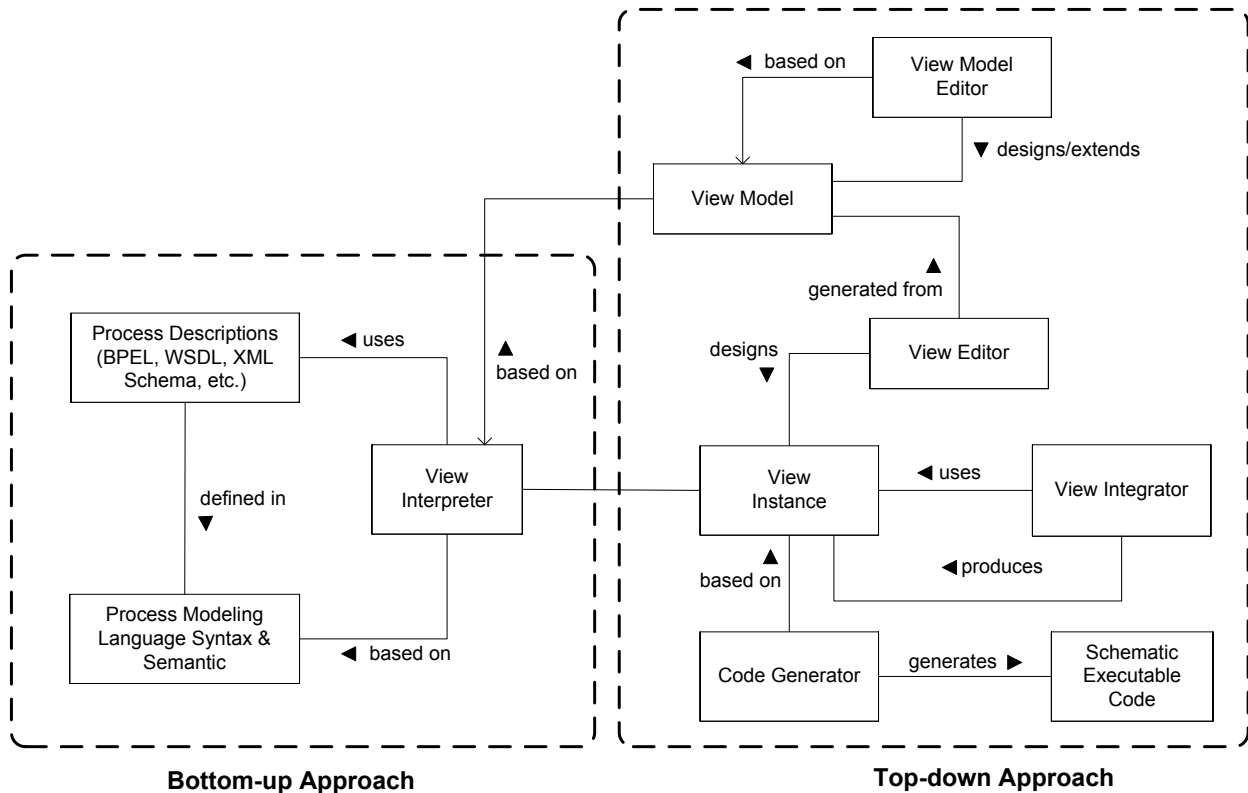 ◄ based on
View Model
Editor
▼ designs/extends
View Model
▲
generated from
Process Descriptions
(BPEL, WSDL, XML
Schema, etc.)
◄ uses
▲
based on
designs
▼
View Editor
View
Interpreter
View
Instance
◄ uses
View Integrator
defined in
▼
◄ produces
▲
based on
Process Modeling
Language Syntax &
Semantic
◄ based on
Code Generator
generates ►
Schematic
Executable
Code
Bottom-up Approach
Top-down Approach